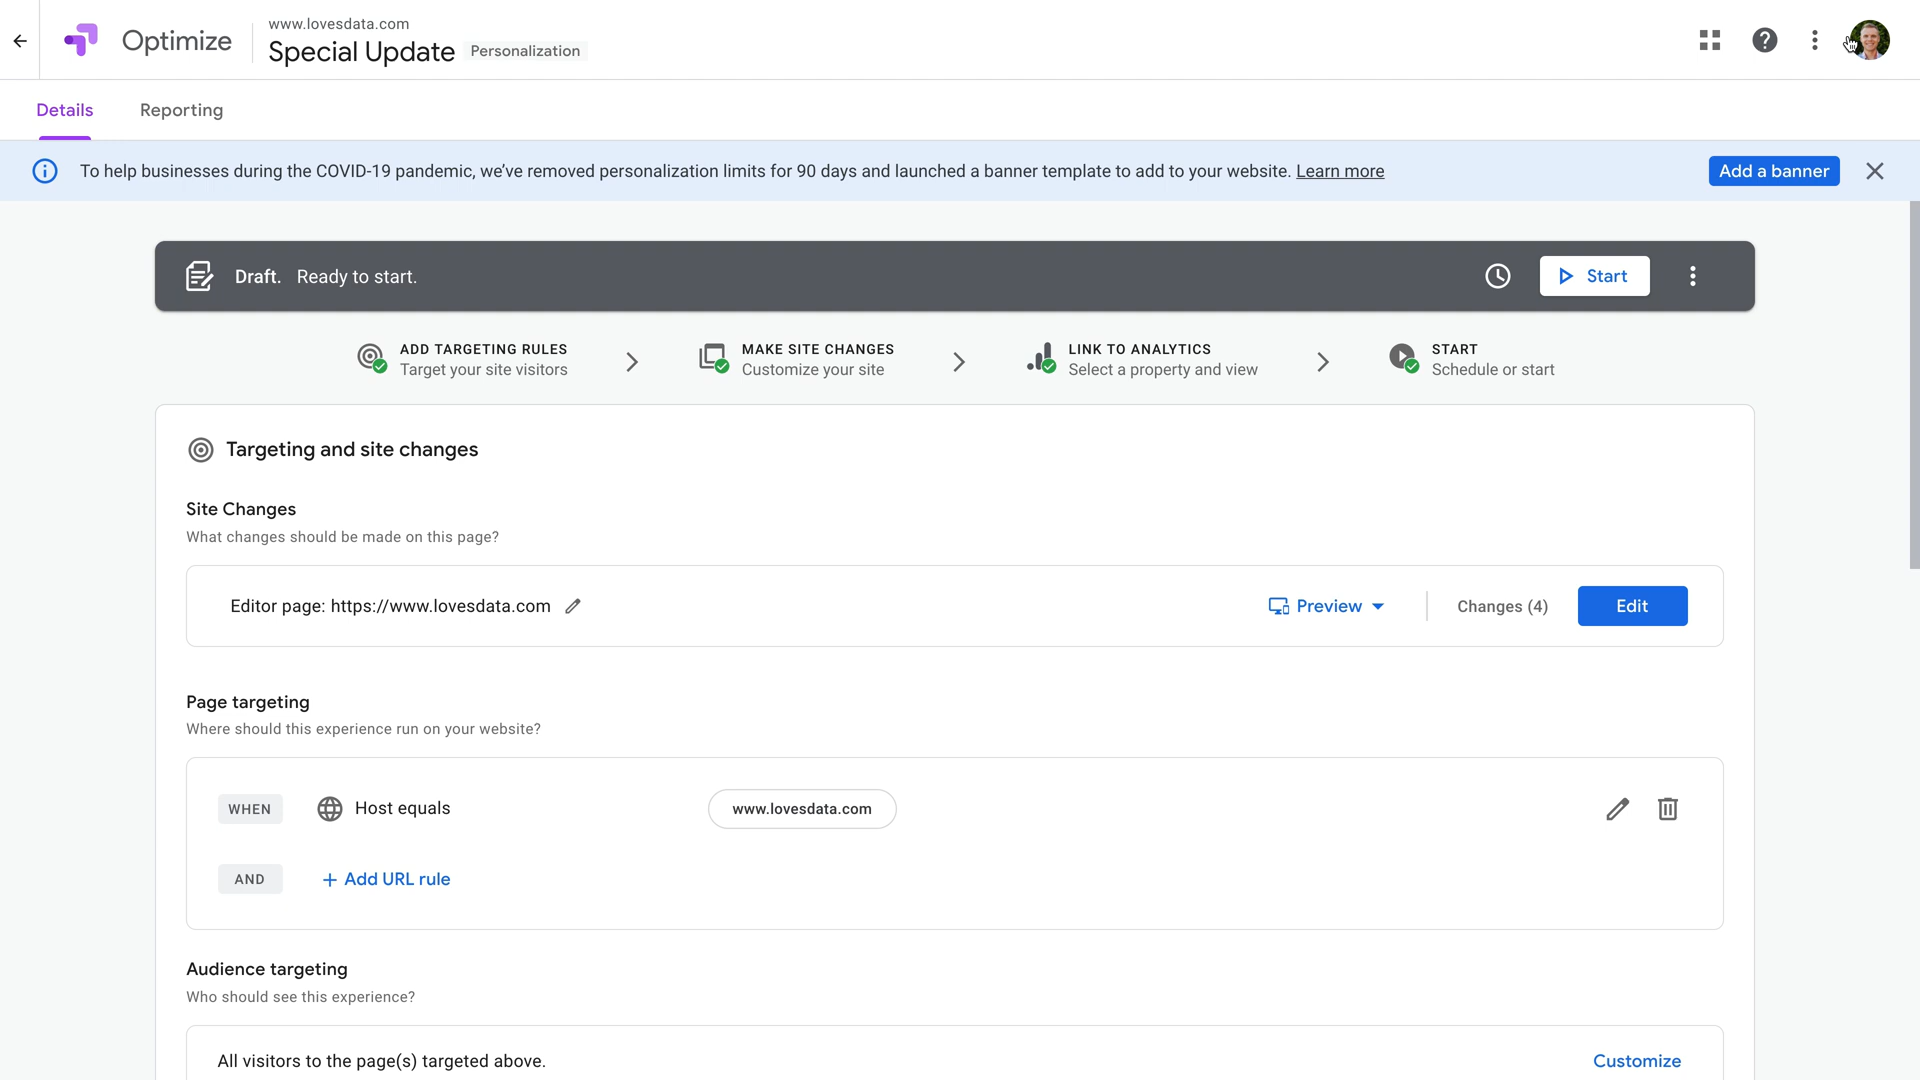 www.lovesdata.com
Optimize
Special Update Personalization
Details Reporting
To help businesses during the COVID-19 pandemic, we've removed personalization limits for 90 days and launched a banner template to add to your website. Learn more
Add a banner
Draft. Ready to start.
Start
ADD TARGETING RULES
Target your site visitors
MAKE SITE CHANGES
Customize your site
LINK TO ANALYTICS
Select a property and view
START
Schedule or start
Targeting and site changes
Site Changes
What changes should be made on this page?
Editor page: https://www.lovesdata.com
Preview
Changes (4)
Edit
Page targeting
Where should this experience run on your website?
WHEN Host equals www.lovesdata.com
AND + Add URL rule
Audience targeting
Who should see this experience?
All visitors to the page(s) targeted above.
Customize